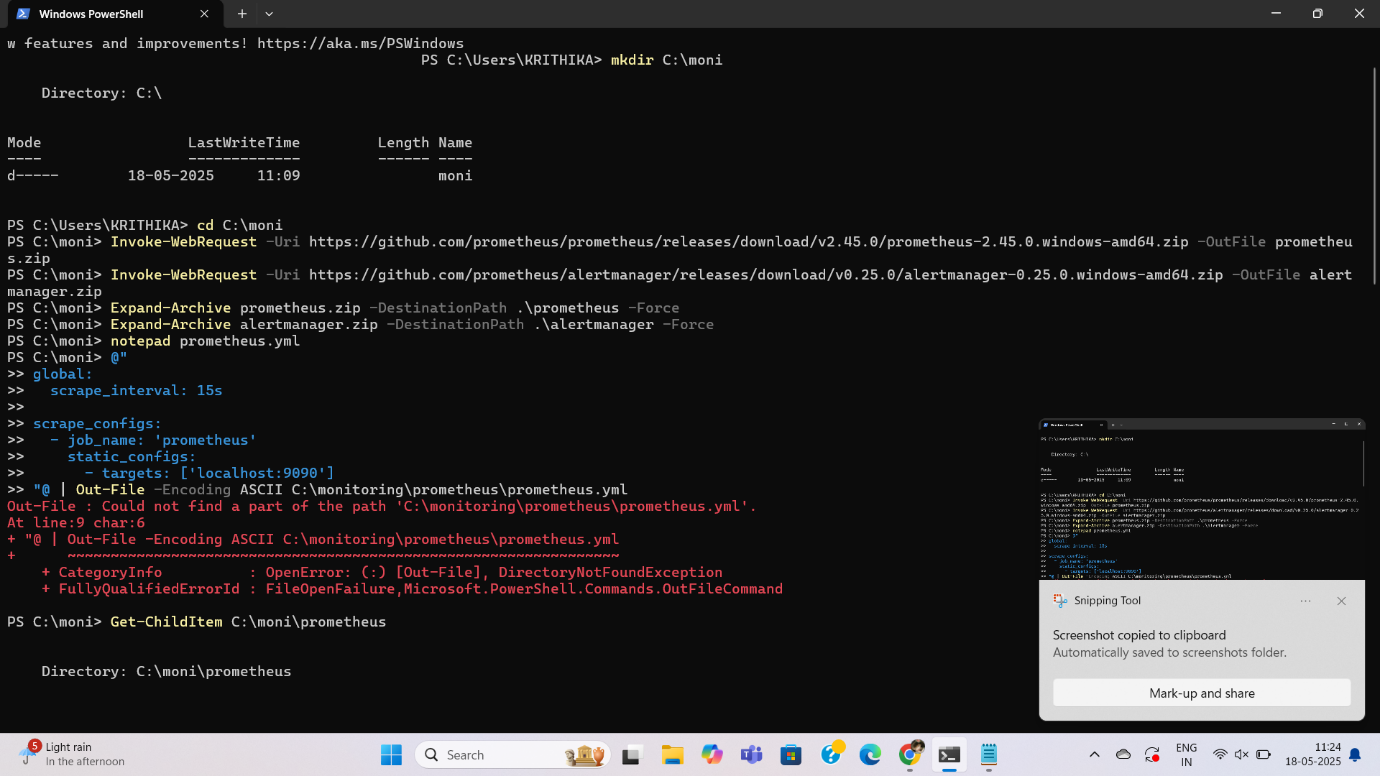 Windows PowerShell
w features and improvements! https://aka.ms/PSWindows
PS C:\Users\KRITHIKA> mkdir C:\moni
Directory: C:\
Mode LastWriteTime Length Name
---- ------------- ------ ----
d----- 18-05-2025 11:09 moni
PS C:\Users\KRITHIKA> cd C:\moni
PS C:\moni> Invoke-WebRequest -Uri https://github.com/prometheus/prometheus/releases/download/v2.45.0/prometheus-2.45.0.windows-amd64.zip -OutFile prometheu
s.zip
PS C:\moni> Invoke-WebRequest -Uri https://github.com/prometheus/alertmanager/releases/download/v0.25.0/alertmanager-0.25.0.windows-amd64.zip -OutFile alert
manager.zip
PS C:\moni> Expand-Archive prometheus.zip -DestinationPath .\prometheus -Force
PS C:\moni> Expand-Archive alertmanager.zip -DestinationPath .\alertmanager -Force
PS C:\moni> notepad prometheus.yml
PS C:\moni> @"
>> global:
>>   scrape_interval: 15s
>>
>> scrape_configs:
>>   - job_name: 'prometheus'
>>     static_configs:
>>       - targets: ['localhost:9090']
>> "@ | Out-File -Encoding ASCII C:\monitoring\prometheus\prometheus.yml
Out-File : Could not find a part of the path 'C:\monitoring\prometheus\prometheus.yml'.
At line:9 char:6
+ "@ | Out-File -Encoding ASCII C:\monitoring\prometheus\prometheus.yml
+      ~~~~~~~~~~~~~~~~~~~~~~~~~~~~~~~~~~~~~~~~~~~~~~~~~~~~~~~~~~~~~~~~
    + CategoryInfo          : OpenError: (:) [Out-File], DirectoryNotFoundException
    + FullyQualifiedErrorId : FileOpenFailure,Microsoft.PowerShell.Commands.OutFileCommand
PS C:\moni> Get-ChildItem C:\moni\prometheus
Directory: C:\moni\prometheus
Snipping Tool
Screenshot copied to clipboard
Automatically saved to screenshots folder.
Mark-up and share
5
Light rain
In the afternoon
Search
ENG
IN
11:24
18-05-2025